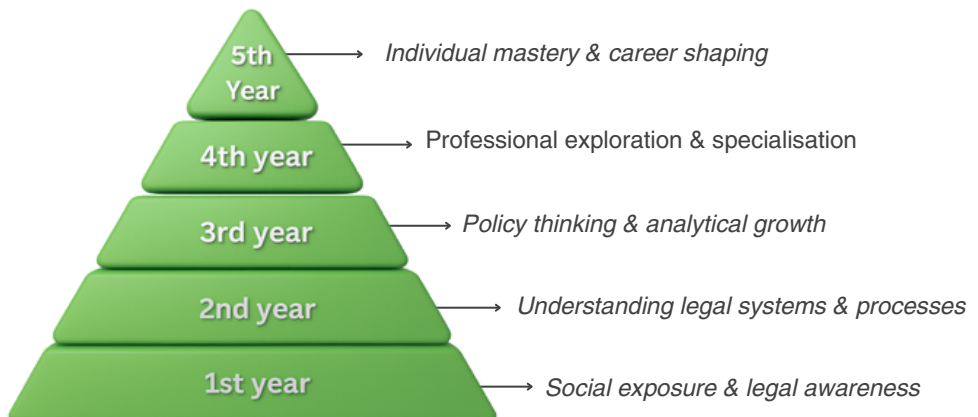 5th
Year
Individual mastery & career shaping
4th year
Professional exploration & specialisation
3rd year
Policy thinking & analytical growth
2nd year
Understanding legal systems & processes
1st year
Social exposure & legal awareness